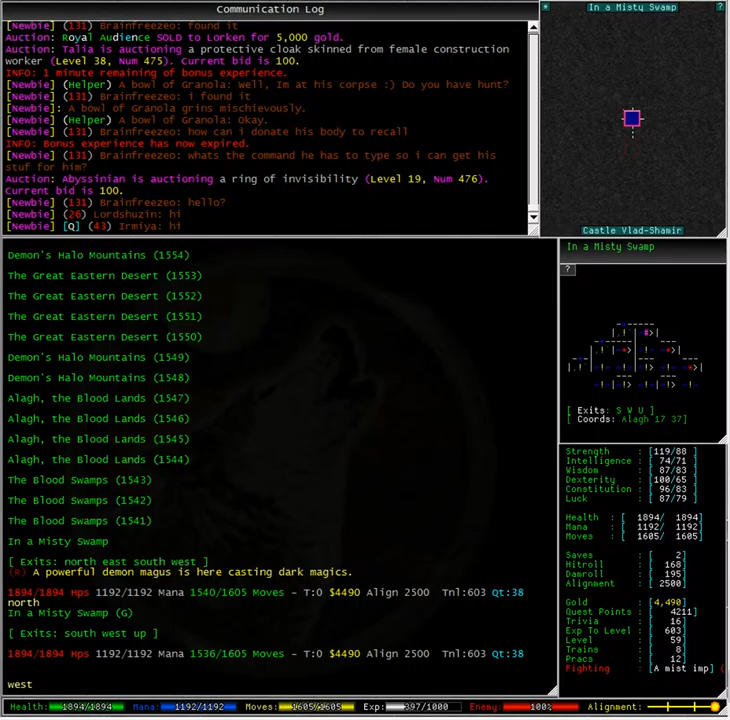 Communication Log
[Newbie] (131) Brainfreezeo: found it
Auction: Royal Audience SOLD to Lorken for 5,000 gold.
Auction: Talia is auctioning a protective cloak skinned from female construction
worker (Level 38, Num 475). Current bid is 100.
INFO: 1 minute remaining of bonus experience.
[Newbie] (Helper) A bowl of Granola: Well, Im at his corpse :) Do you have hunt?
[Newbie] (131) Brainfreezeo: i found it
[Newbie]: A bowl of Granola grins mischievously.
[Newbie] (Helper) A bowl of Granola: Okay.
[Newbie] (131) Brainfreezeo: how can i donate his body to recall
INFO: Bonus experience has now expired.
[Newbie] (131) Brainfreezeo: whats the command he has to type so i can get his
stuf for him?
Auction: Abyssinian is auctioning a ring of invisibility (Level 19, Num 476).
Current bid is 100.
[Newbie] (131) Brainfreezeo: hello?
[Newbie] (26) Lordshuzin: hi
[Newbie] [Q] (43) Irmiya: hi
In a Misty Swamp
?
Castle Vlad-Shamir
Demon's Halo Mountains (1554)
The Great Eastern Desert (1553)
The Great Eastern Desert (1552)
The Great Eastern Desert (1551)
The Great Eastern Desert (1550)
Demon's Halo Mountains (1549)
Demon's Halo Mountains (1548)
Alagh, the Blood Lands (1547)
Alagh, the Blood Lands (1546)
Alagh, the Blood Lands (1545)
Alagh, the Blood Lands (1544)
The Blood Swamps (1543)
The Blood Swamps (1542)
The Blood Swamps (1541)
In a Misty Swamp
[ Exits: north east south west ]
(R) A powerful demon magus is here casting dark magics.
1894/1894 Hps 1192/1192 Mana 1540/1605 Moves - T:0 $4490 Align 2500 Tnl:603 Qt:38
north
In a Misty Swamp (G)
[ Exits: south west up ]
1894/1894 Hps 1192/1192 Mana 1536/1605 Moves - T:0 $4490 Align 2500 Tnl:603 Qt:38
west
In a Misty Swamp
?
[ Exits: S W U ]
[ Coords: Alagh 17 37]
Strength : [119/88 ]
Intelligence : [ 74/71 ]
Wisdom : [ 87/83 ]
Dexterity : [100/65 ]
Constitution : [ 96/83 ]
Luck : [ 87/79 ]
Health : [ 1894/ 1894]
Mana : [ 1192/ 1192]
Moves : [ 1605/ 1605]
Saves : [ 2]
Hitroll : [ 168]
Damroll : [ 195]
Alignment : [ 2500]
Gold : [4,490]
Quest Points : [ 4211]
Trivia : [ 16]
Exp To Level : [ 603]
Level : [ 59]
Trains : [ 8]
Pracs : [ 12]
Fighting : [A mist imp] (
Health: 1894/1894 Mana: 1192/1192 Moves: 1605/1605 Exp: 397/1000 Enemy: 100% Alignment: